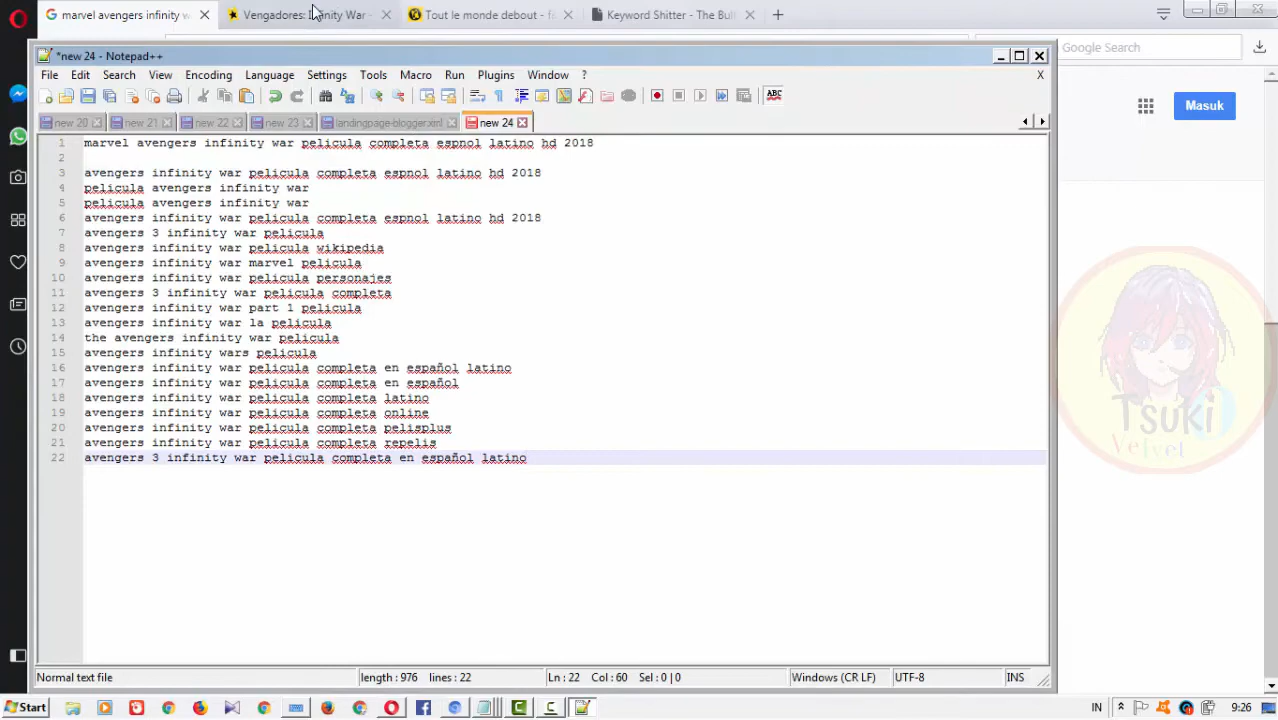 marvel avengers infinity w
Vengadores: Infinity War -
Tout le monde debout - fa
Keyword Shitter - The Bul
Google Search
*new 24 - Notepad++
File Edit Search View Encoding Language Settings Tools Macro Run Plugins Window ? X
Masuk
new 20 new 21 new 22 new 23 landingpage-blogger.xml new 24
1 marvel avengers infinity war pelicula completa espnol latino hd 2018
2
3 avengers infinity war pelicula completa espnol latino hd 2018
4 pelicula avengers infinity war
5 pelicula avengers infinity war
6 avengers infinity war pelicula completa espnol latino hd 2018
7 avengers 3 infinity war pelicula
8 avengers infinity war pelicula wikipedia
9 avengers infinity war marvel pelicula
10 avengers infinity war pelicula personajes
11 avengers 3 infinity war pelicula completa
12 avengers infinity war part 1 pelicula
13 avengers infinity war la pelicula
14 the avengers infinity war pelicula
15 avengers infinity wars pelicula
16 avengers infinity war pelicula completa en español latino
17 avengers infinity war pelicula completa en español
18 avengers infinity war pelicula completa latino
19 avengers infinity war pelicula completa online
20 avengers infinity war pelicula completa pelisplus
21 avengers infinity war pelicula completa repelis
22 avengers 3 infinity war pelicula completa en español latino
Tsuki
Velvet
Normal text file length : 976 lines : 22 Ln : 22 Col : 60 Sel : 0 | 0 Windows (CR LF) UTF-8 INS
Start IN 9:26